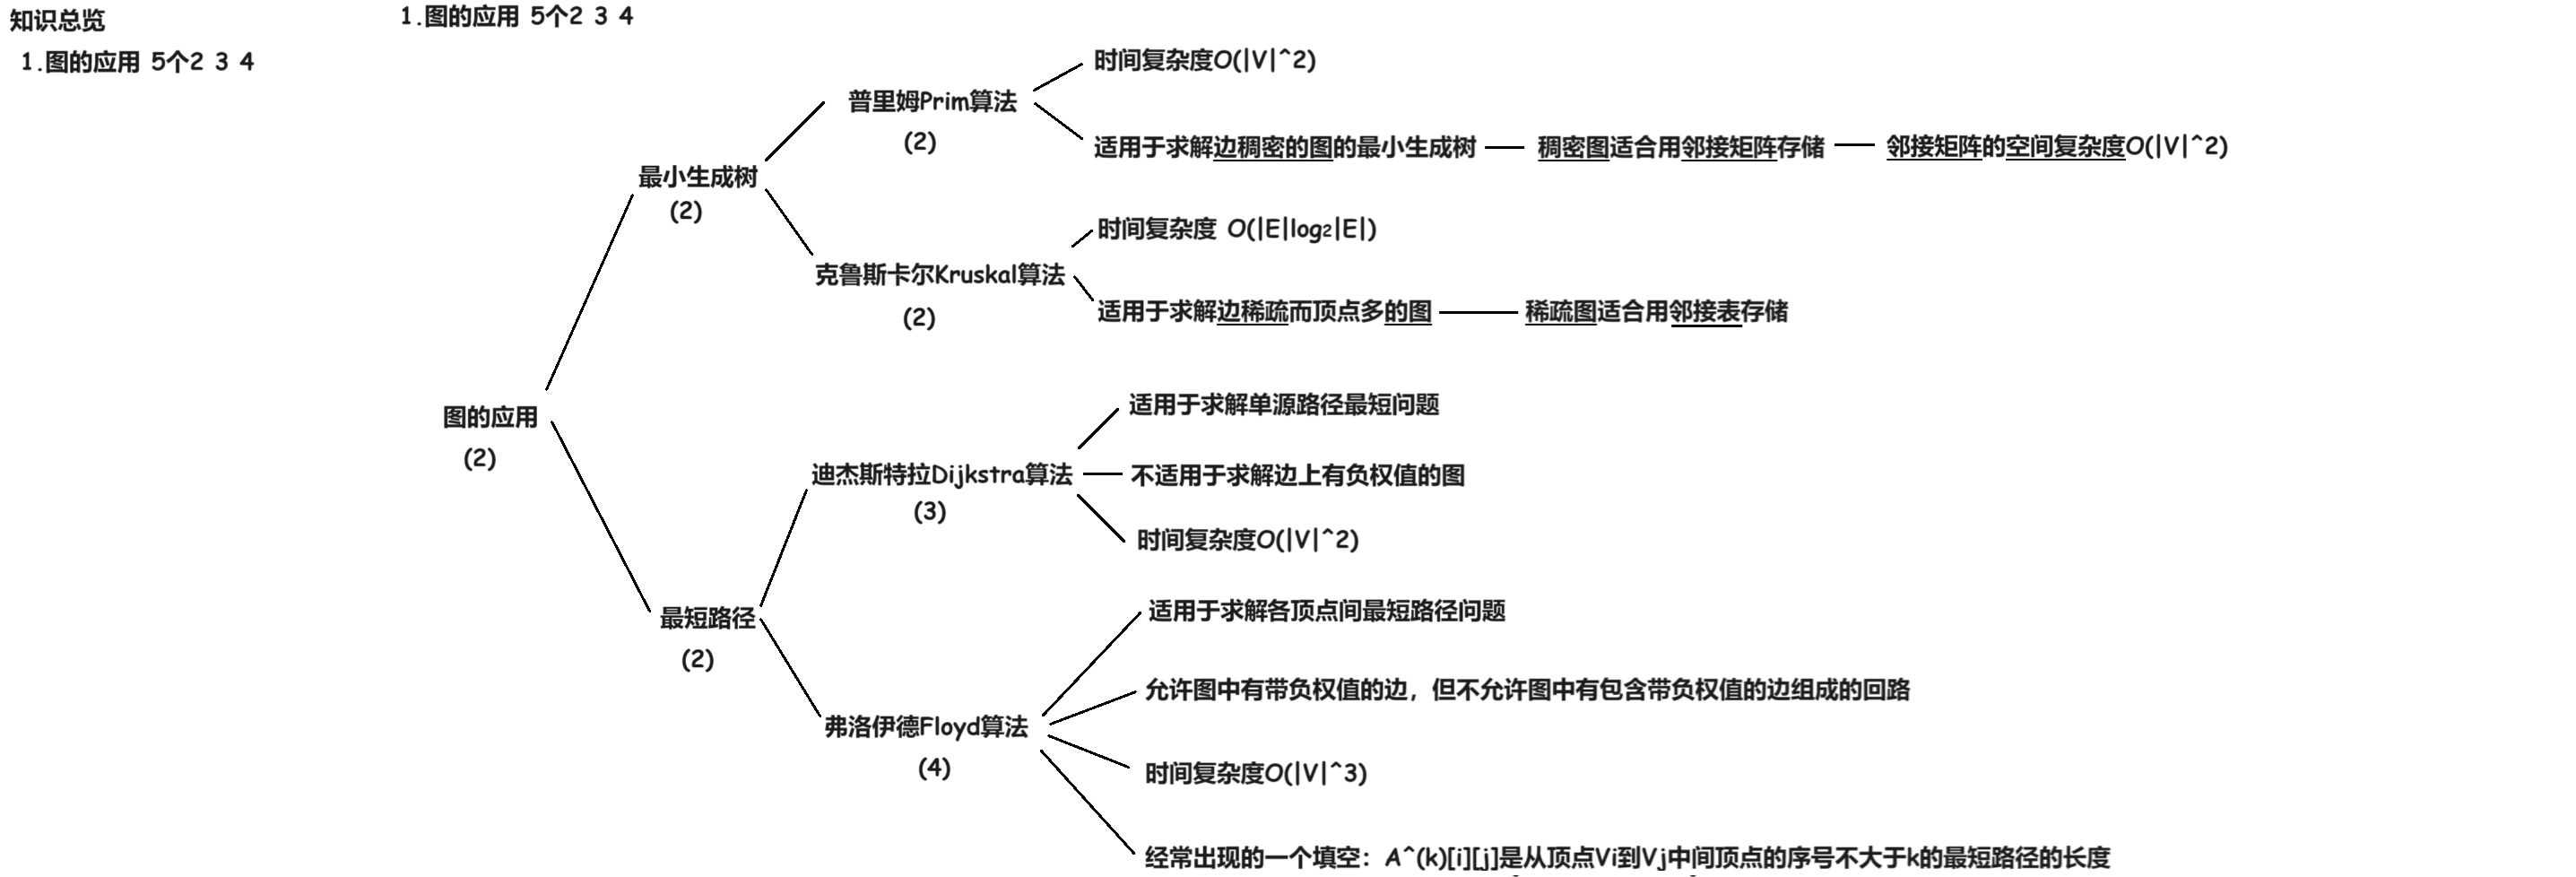 知识总览
1.图的应用 5个2 3 4
1.图的应用 5个2 3 4
图的应用
(2)
最小生成树
(2)
普里姆Prim算法
(2)
时间复杂度O(|V|^2)
适用于求解边稠密的图的最小生成树 稠密图适合用邻接矩阵存储 邻接矩阵的空间复杂度O(|V|^2)
克鲁斯卡尔Kruskal算法
(2)
时间复杂度 O(|E|log2|E|)
适用于求解边稀疏而顶点多的图 稀疏图适合用邻接表存储
最短路径
(2)
迪杰斯特拉Dijkstra算法
(3)
适用于求解单源路径最短问题
不适用于求解边上有负权值的图
时间复杂度O(|V|^2)
弗洛伊德Floyd算法
(4)
适用于求解各顶点间最短路径问题
允许图中有带负权值的边，但不允许图中有包含带负权值的边组成的回路
时间复杂度O(|V|^3)
经常出现的一个填空：A^(k)[i][j]是从顶点Vi到Vj中间顶点的序号不大于k的最短路径的长度